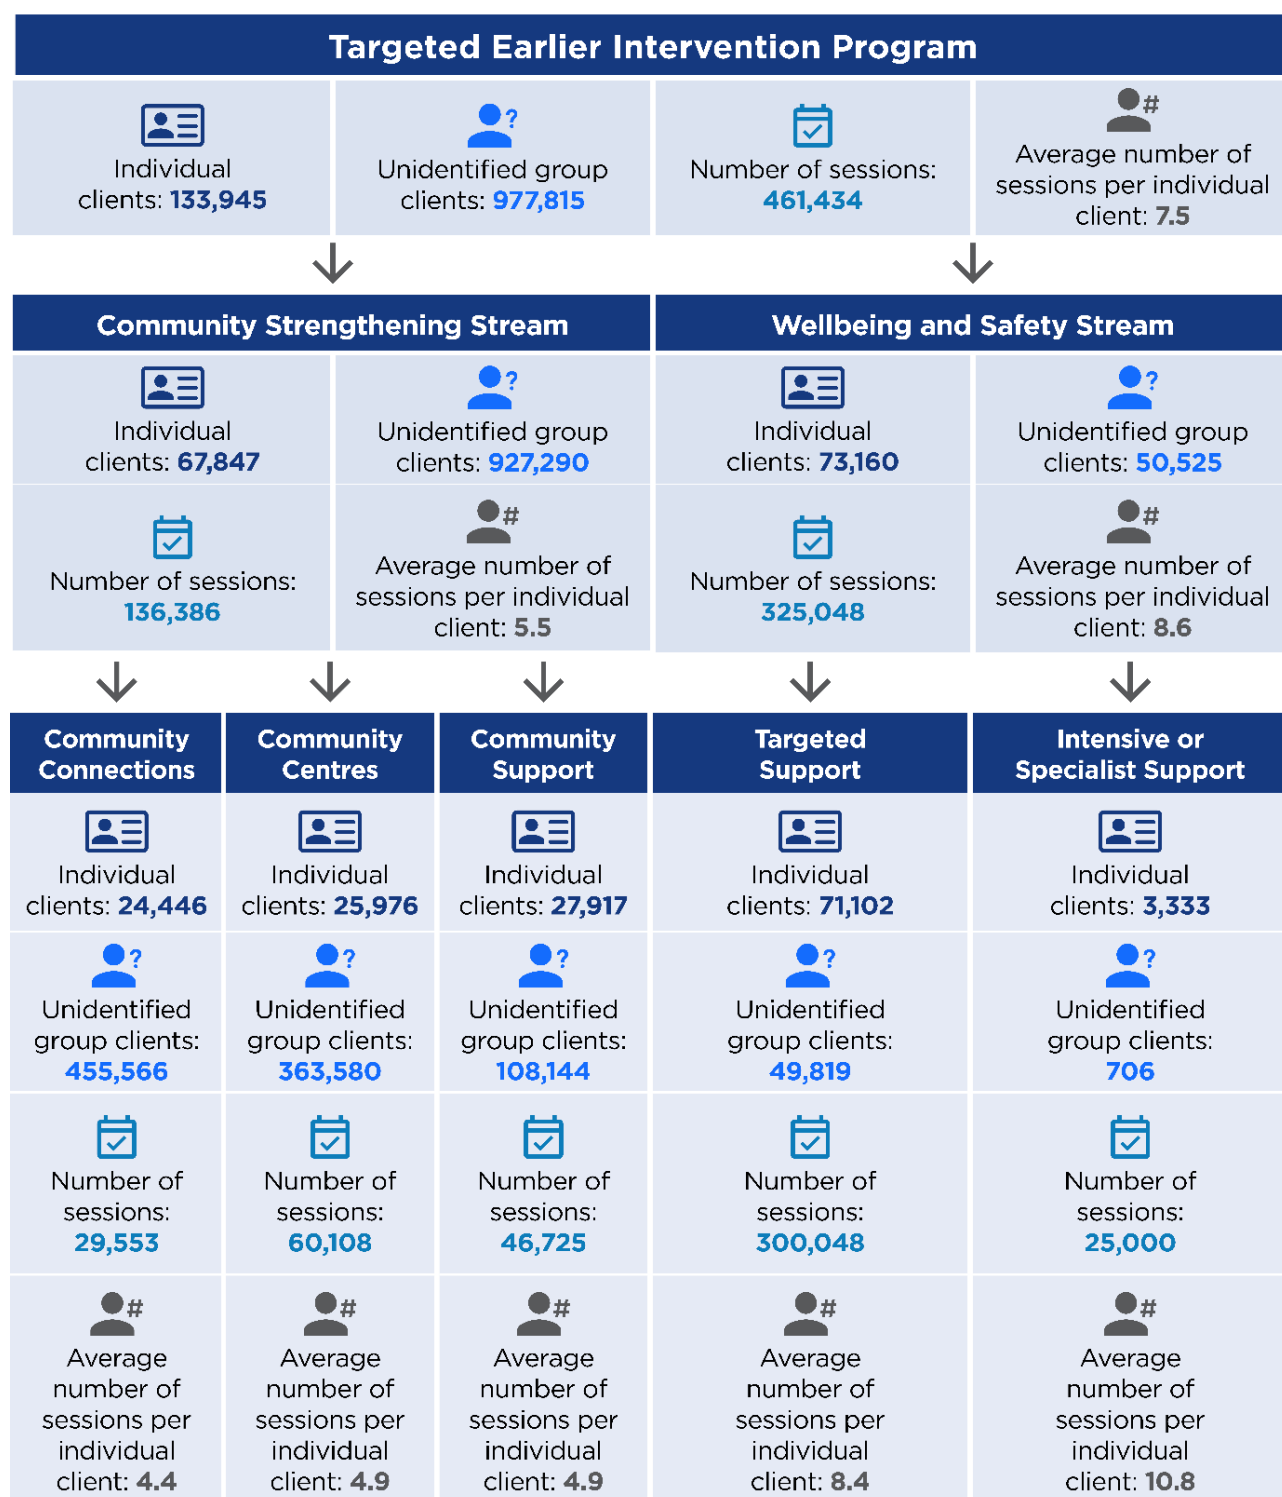 Targeted Earlier Intervention Program
Individual
clients: 133,945
?
Unidentified group
clients: 977,815
Number of sessions:
461,434
#
Average number of
sessions per individual
client: 7.5
Community Strengthening Stream
Individual
clients: 67,847
?
Unidentified group
clients: 927,290
Number of sessions:
136,386
#
Average number of
sessions per individual
client: 5.5
Wellbeing and Safety Stream
Individual
clients: 73,160
?
Unidentified group
clients: 50,525
Number of sessions:
325,048
#
Average number of
sessions per individual
client: 8.6
Community
Connections
Individual
clients: 24,446
?
Unidentified
group clients:
455,566
Number of
sessions:
29,553
#
Average
number of
sessions per
individual
client: 4.4
Community
Centres
Individual
clients: 25,976
?
Unidentified
group clients:
363,580
Number of
sessions:
60,108
#
Average
number of
sessions per
individual
client: 4.9
Community
Support
Individual
clients: 27,917
?
Unidentified
group clients:
108,144
Number of
sessions:
46,725
#
Average
number of
sessions per
individual
client: 4.9
Targeted
Support
Individual
clients: 71,102
?
Unidentified
group clients:
49,819
Number of
sessions:
300,048
#
Average
number of
sessions per
individual
client: 8.4
Intensive or
Specialist Support
Individual
clients: 3,333
?
Unidentified
group clients:
706
Number of
sessions:
25,000
#
Average
number of
sessions per
individual
client: 10.8